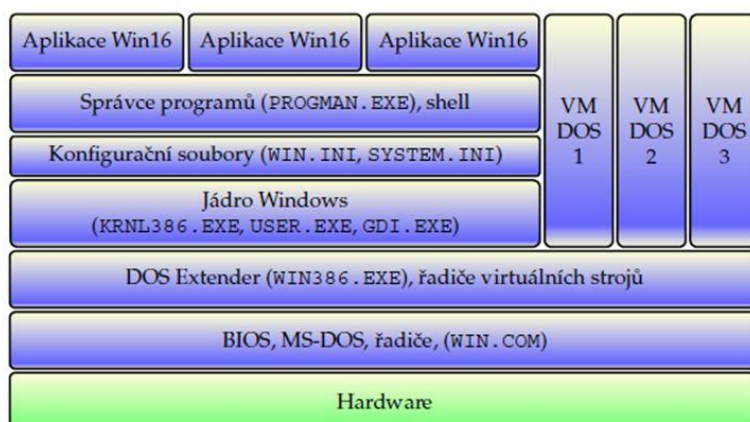 Aplikace Win16
Aplikace Win16
Aplikace Win16
Správce programů (PROGMAN.EXE), shell
Konfigurační soubory (WIN.INI, SYSTEM.INI)
Jádro Windows
(KRNL386.EXE, USER.EXE, GDI.EXE)
VM
DOS
1
VM
DOS
2
VM
DOS
3
DOS Extender (WIN386.EXE), řadiče virtuálních strojů
BIOS, MS-DOS, řadiče, (WIN.COM)
Hardware